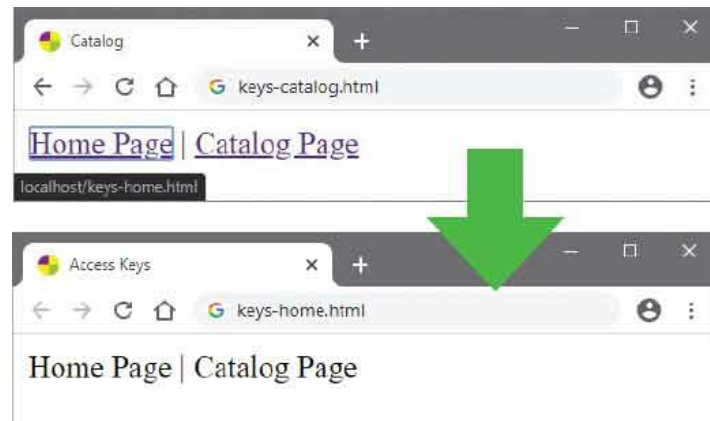 Catalog
keys-catalog.html
Home Page | Catalog Page
localhost/keys-home.html
Access Keys
keys-home.html
Home Page | Catalog Page